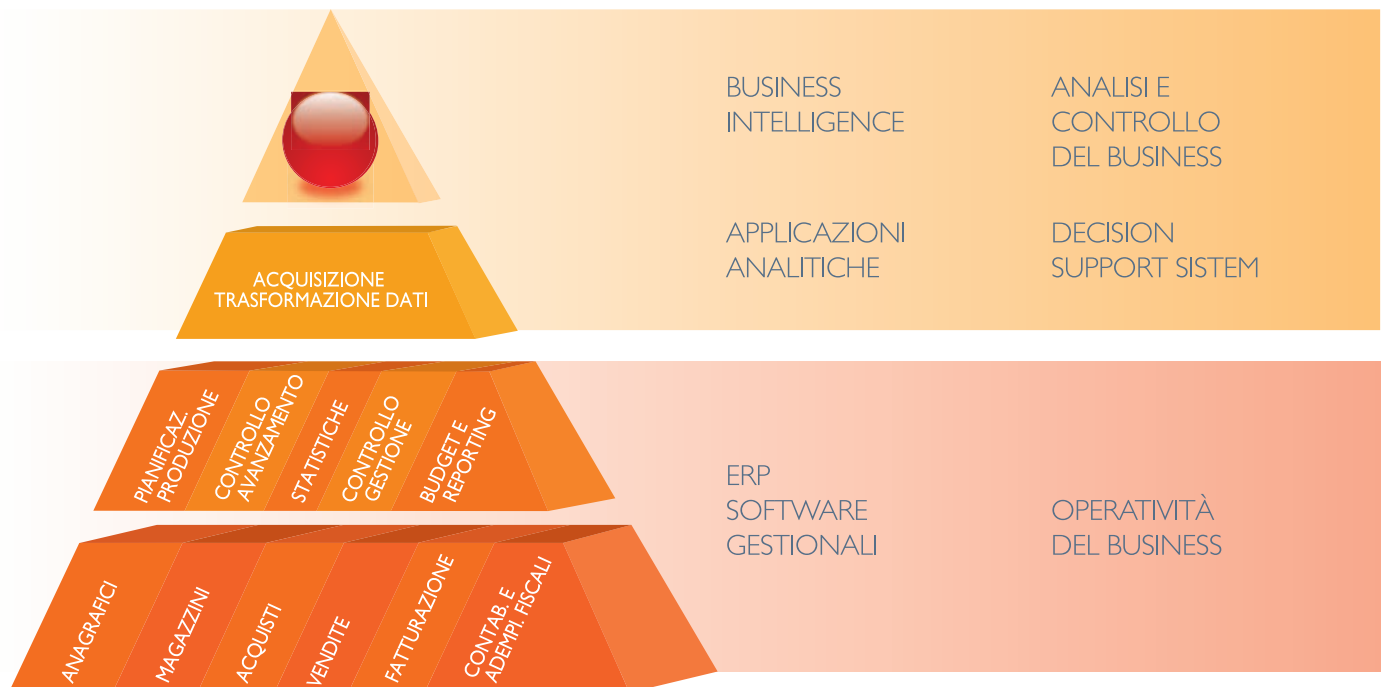 BUSINESS
INTELLIGENCE
ANALISI E
CONTROLLO
DEL BUSINESS
APPLICAZIONI
ANALITICHE
DECISION
SUPPORT SISTEM
ACQUISIZIONE
TRASFORMAZIONE DATI
PIANIFICAZ.
PRODUZIONE
CONTROLLO
AVANZAMENTO
STATISTICHE
CONTROLLO
GESTIONE
BUDGET E
REPORTING
ERP
SOFTWARE
GESTIONALI
OPERATIVITÀ
DEL BUSINESS
ANAGRAFICI
MAGAZZINI
ACQUISTI
VENDITE
FATTURAZIONE
CONTAB. E
ADEMPI. FISCALI